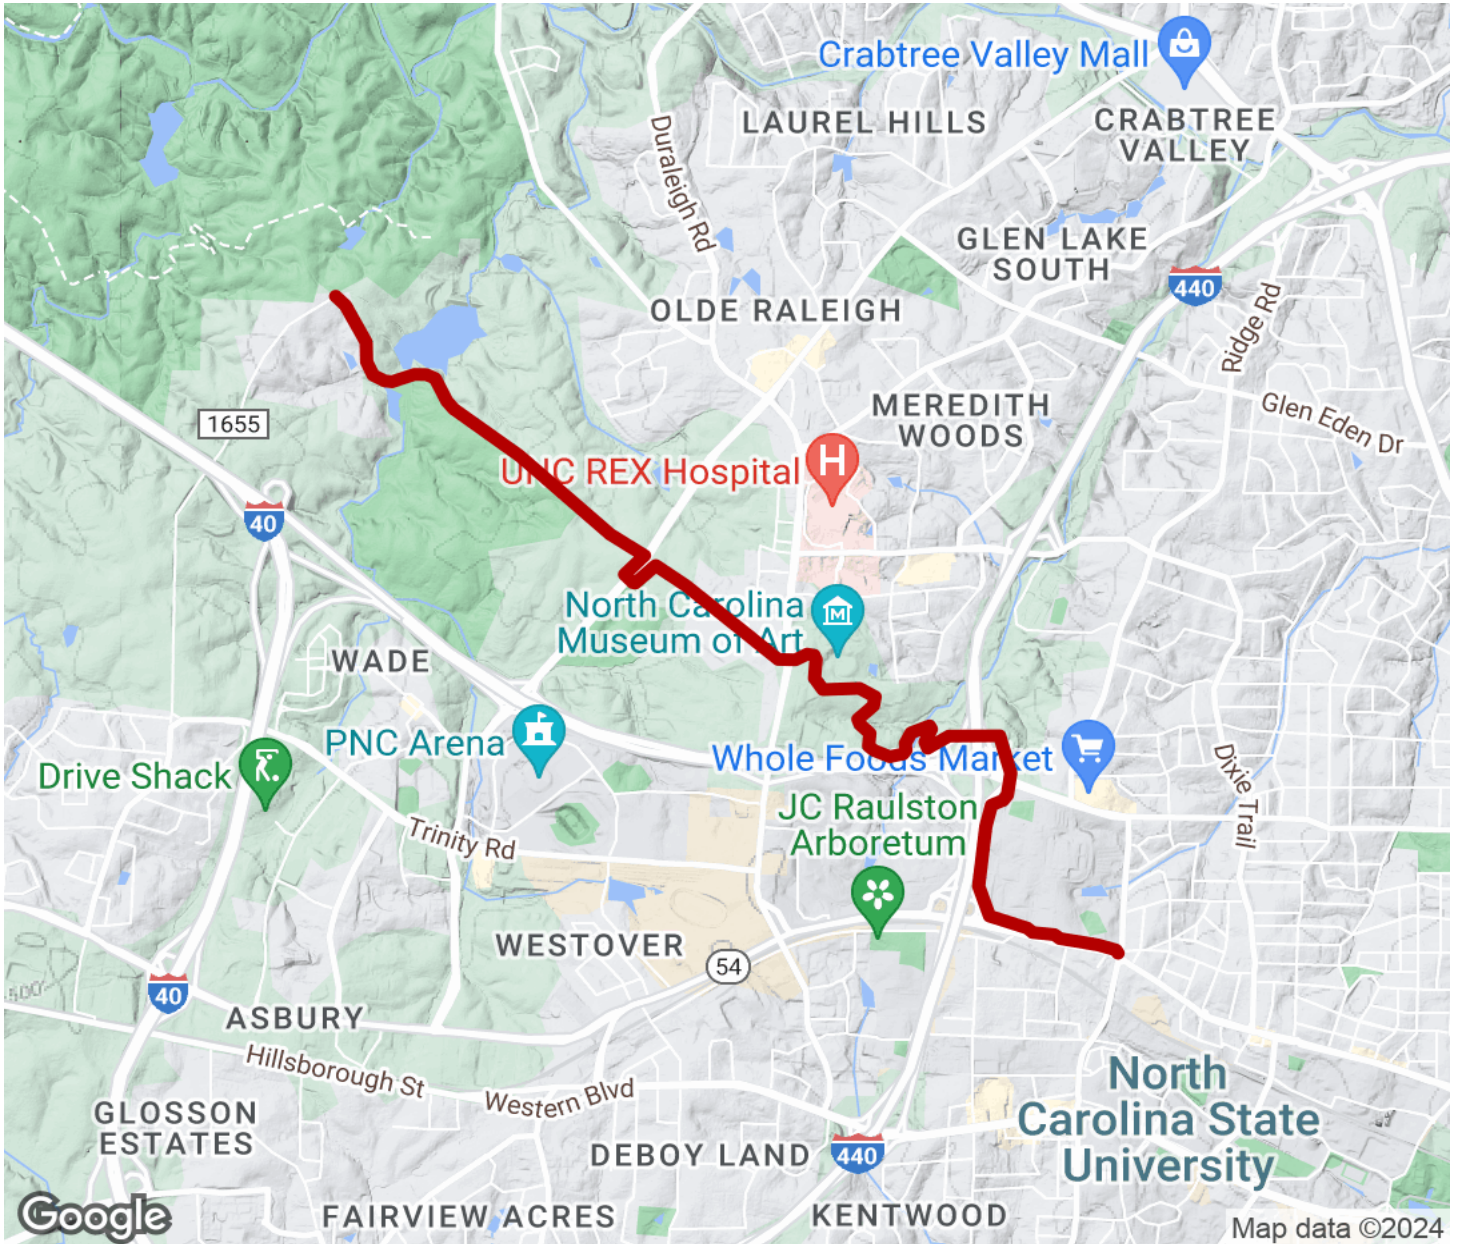 Crabtree Valley Mall
LAUREL HILLS
CRABTREE
VALLEY
Duraleigh Rd
GLEN LAKE
SOUTH
440
Ridge Rd
OLDE RALEIGH
MEREDITH
WOODS
Glen Eden Dr
1655
UNC REX Hospital
H
40
North Carolina
Museum of Art
M
WADE
PNC Arena
Whole Foods Market
Drive Shack
Dixie Trail
JC Raulston
Arboretum
Trinity Rd
WESTOVER
54
40
500'
ASBURY
Hillsborough St
Western Blvd
North
Carolina State
University
GLOSSON
ESTATES
DEBOY LAND
440
FAIRVIEW ACRES
KENTWOOD
Google
Map data ©2024